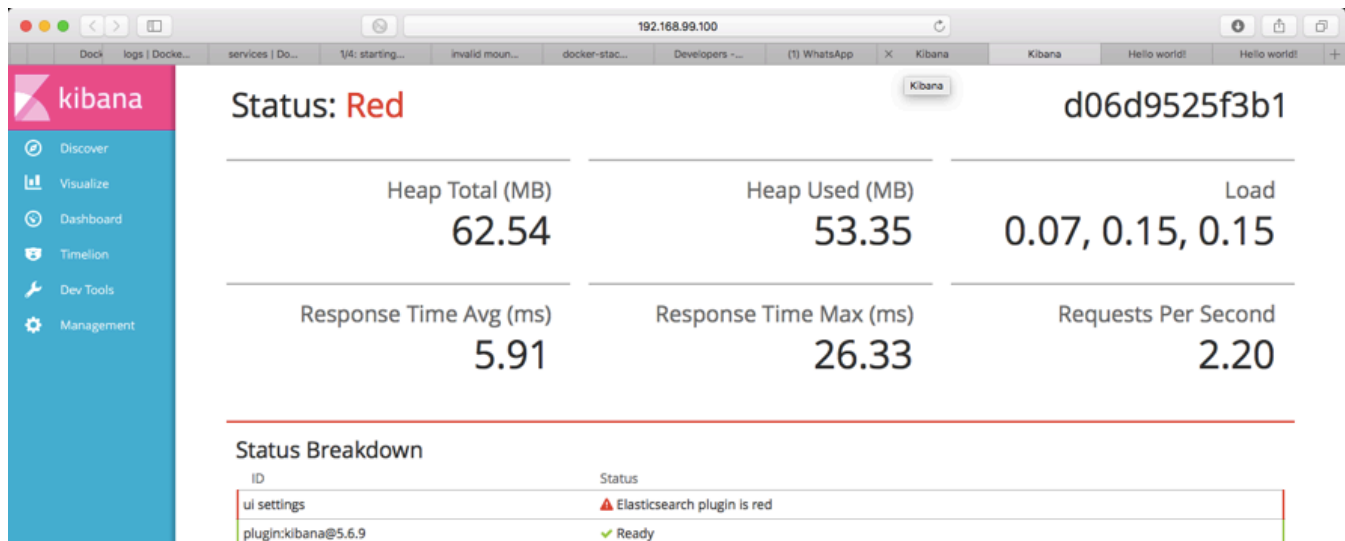 192.168.99.100
Dock
logs | Docke...
services | Do...
1/4: starting...
invalid moun...
docker-stac...
Developers -...
(1) WhatsApp
Kibana
Kibana
Hello world!
Hello world!
Kibana
kibana
Discover
Visualize
Dashboard
Timelion
Dev Tools
Management
Status: Red
d06d9525f3b1
Heap Total (MB)
62.54
Heap Used (MB)
53.35
Load
0.07, 0.15, 0.15
Response Time Avg (ms)
5.91
Response Time Max (ms)
26.33
Requests Per Second
2.20
Status Breakdown
ID Status
ui settings Elasticsearch plugin is red
plugin:kibana@5.6.9 Ready